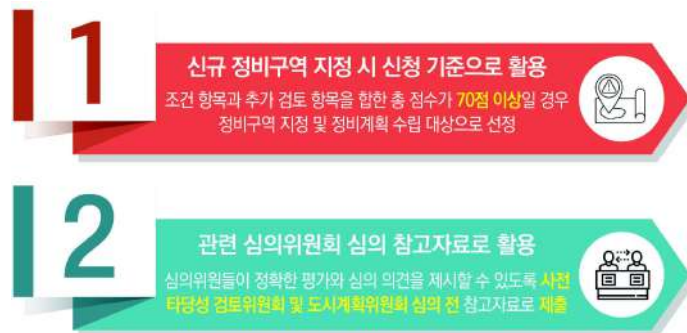 1
신규 정비구역 지정 시 신청 기준으로 활용
조건 항목과 추가 검토 항목을 합한 총 점수가 70점 이상일 경우
정비구역 지정 및 정비계획 수립 대상으로 선정
2
관련 심의위원회 심의 참고자료로 활용
심의위원들이 정확한 평가와 심의 의견을 제시할 수 있도록 사전
타당성 검토위원회 및 도시계획위원회 심의 전 참고자료로 제출